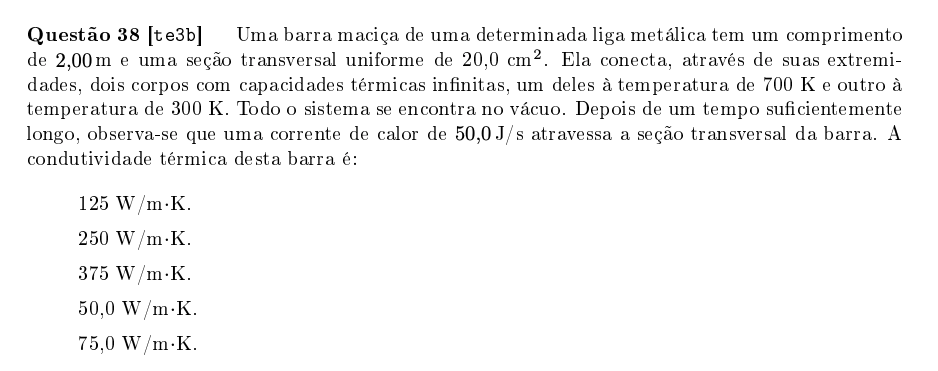 Questão 38 [te3b] Uma barra maciça de uma determinada liga metálica tem um comprimento
de 2,00 m e uma seção transversal uniforme de 20,0 cm². Ela conecta, através de suas extremi-
dades, dois corpos com capacidades térmicas infinitas, um deles à temperatura de 700 K e outro à
temperatura de 300 K. Todo o sistema se encontra no vácuo. Depois de um tempo suficientemente
longo, observa-se que uma corrente de calor de 50,0 J/s atravessa a seção transversal da barra. A
condutividade térmica desta barra é:
125 W/m·K.
250 W/m·K.
375 W/m·K.
50,0 W/m·K.
75,0 W/m·K.